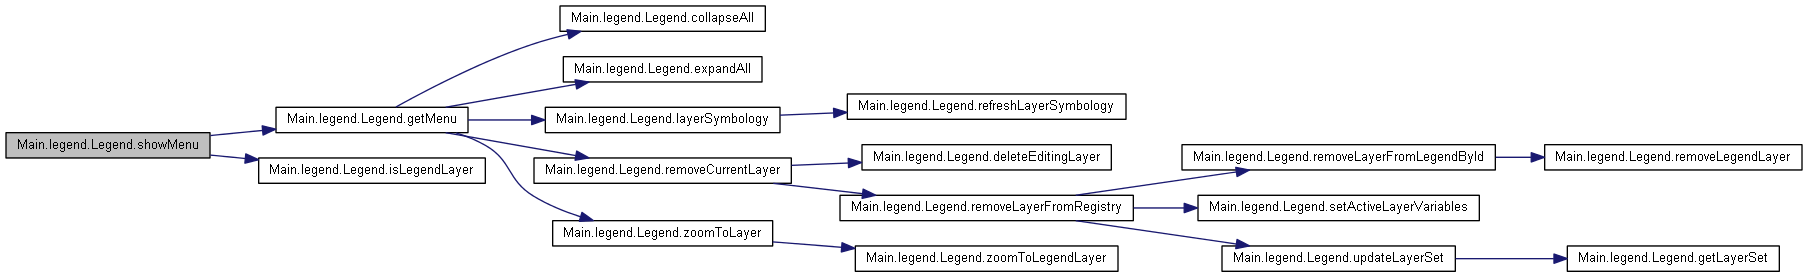 Main.legend.Legend.showMenu
Main.legend.Legend.getMenu
Main.legend.Legend.isLegendLayer
Main.legend.Legend.collapseAll
Main.legend.Legend.expandAll
Main.legend.Legend.layerSymbology
Main.legend.Legend.removeCurrentLayer
Main.legend.Legend.zoomToLayer
Main.legend.Legend.refreshLayerSymbology
Main.legend.Legend.deleteEditingLayer
Main.legend.Legend.removeLayerFromRegistry
Main.legend.Legend.zoomToLegendLayer
Main.legend.Legend.removeLayerFromLegendById
Main.legend.Legend.setActiveLayerVariables
Main.legend.Legend.updateLayerSet
Main.legend.Legend.removeLegendLayer
Main.legend.Legend.getLayerSet